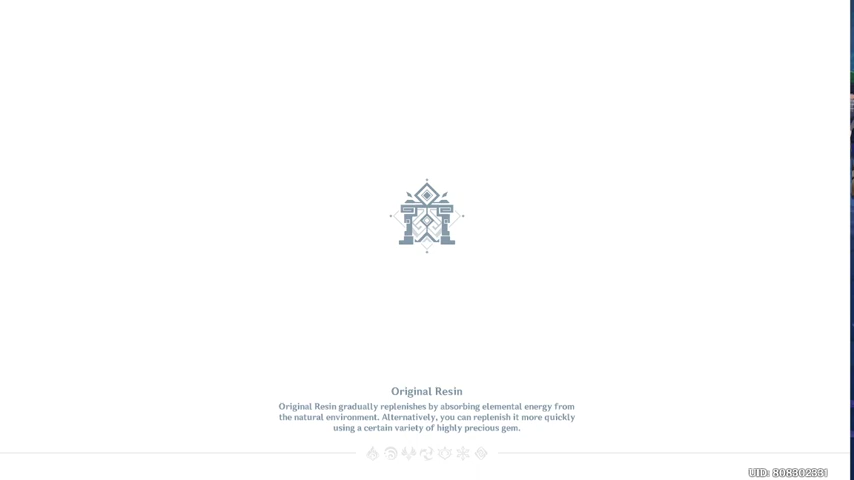 Original Resin
Original Resin gradually replenishes by absorbing elemental energy from
the natural environment. Alternatively, you can replenish it more quickly
using a certain variety of highly precious gem.
UID: 808302331